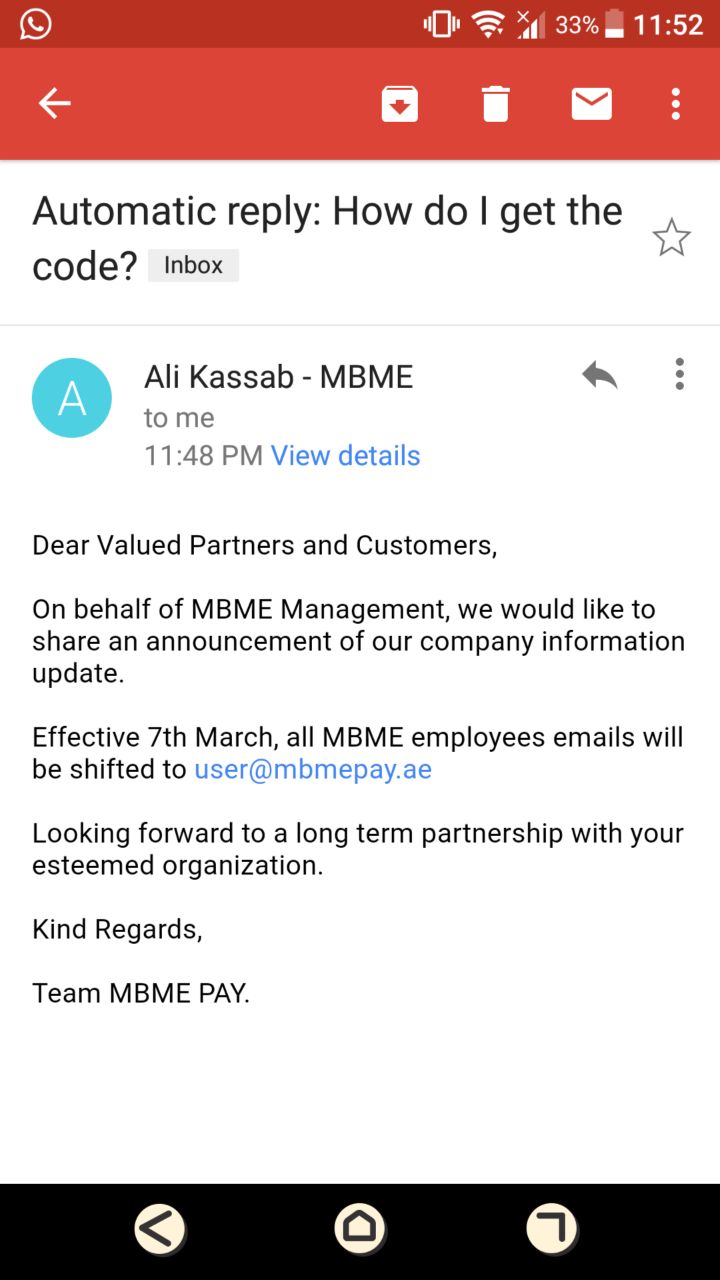 33% 11:52
Automatic reply: How do I get the
code? Inbox
A
Ali Kassab - MBME
to me
11:48 PM View details
Dear Valued Partners and Customers,
On behalf of MBME Management, we would like to
share an announcement of our company information
update.
Effective 7th March, all MBME employees emails will
be shifted to user@mbmepay.ae
Looking forward to a long term partnership with your
esteemed organization.
Kind Regards,
Team MBME PAY.